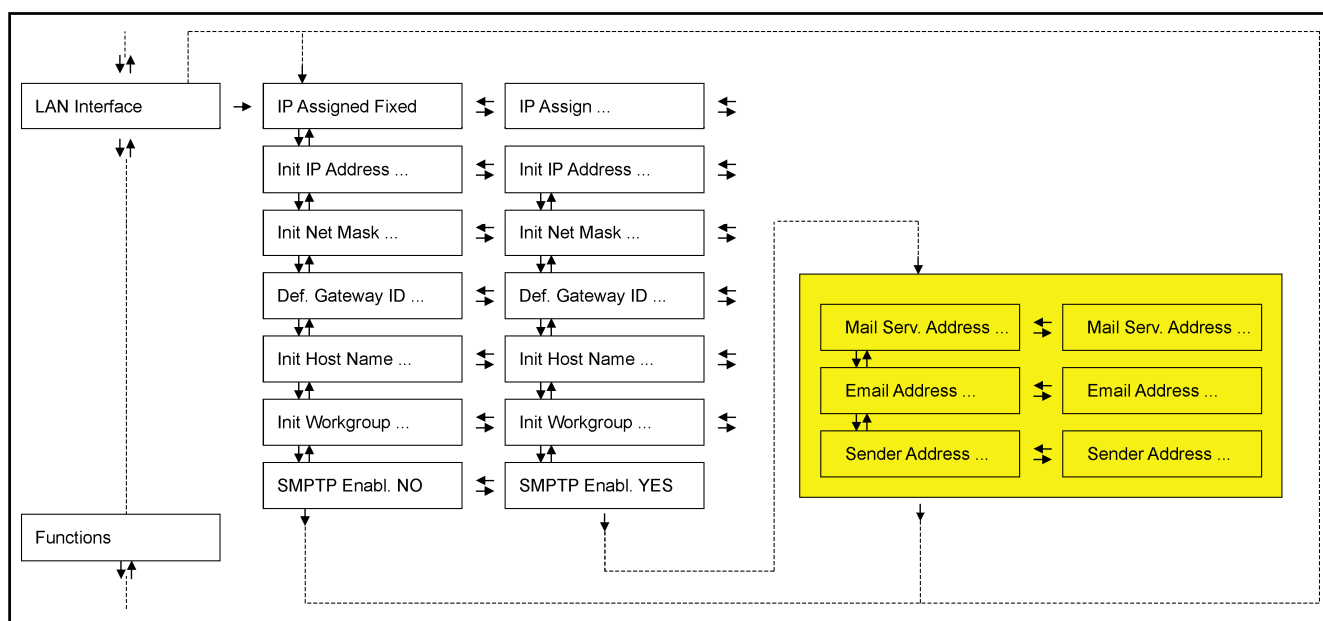 LAN Interface
IP Assigned Fixed
IP Assign ...
Init IP Address ...
Init IP Address ...
Init Net Mask ...
Init Net Mask ...
Def. Gateway ID ...
Def. Gateway ID ...
Mail Serv. Address ...
Mail Serv. Address ...
Init Host Name ...
Init Host Name ...
Email Address ...
Email Address ...
Init Workgroup ...
Init Workgroup ...
Sender Address ...
Sender Address ...
SMPTP Enabl. NO
SMPTP Enabl. YES
Functions